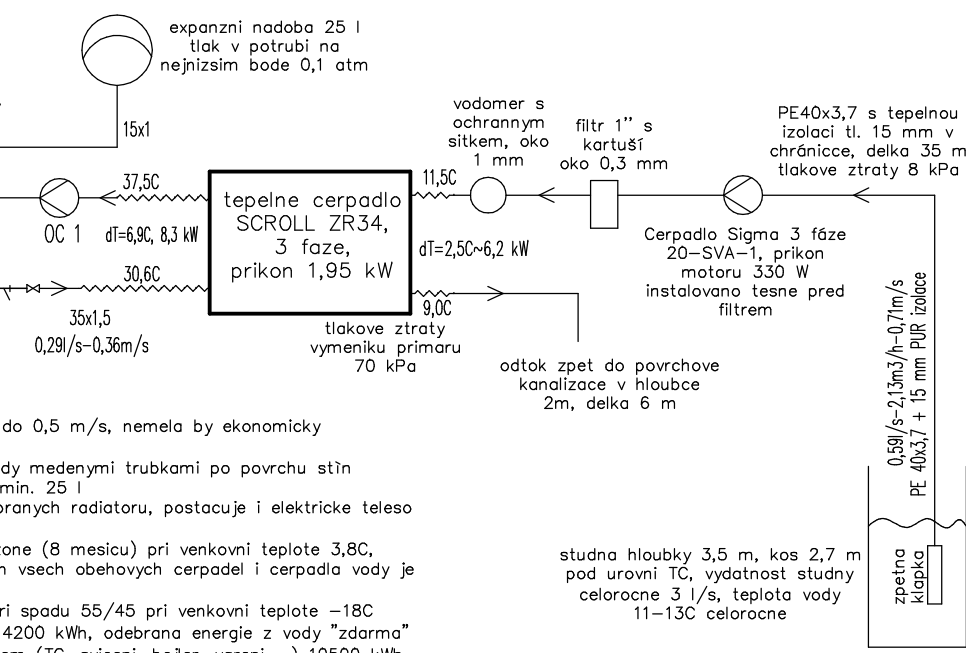 expanzni nadoba 25 l
tlak v potrubi na
nejnizsim bode 0,1 atm
15x1
vodomer s
ochrannym
sitkem, oko
1 mm
filtr 1” s
kartuší
oko 0,3 mm
PE40x3,7 s tepelnou
izolaci tl. 15 mm v
chránicce, delka 35 m
tlakove ztraty 8 kPa
37,5C
OC 1
dT=6,9C, 8,3 kW
30,6C
35x1,5
0,29l/s-0,36m/s
tepelne cerpadlo
SCROLL ZR34,
3 faze,
prikon 1,95 kW
11,5C
dT=2,5C~6,2 kW
9,0C
tlakove ztraty
vymeniku primaru
70 kPa
Cerpadlo Sigma 3 fáze
20-SVA-1, prikon
motoru 330 W
instalovano tesne pred
filtrem
odtok zpet do povrchove
kanalizace v hloubce
2m, delka 6 m
0,59l/s-2,13m3/h-0,71m/s
PE 40x3,7 + 15 mm PUR izolace
do 0,5 m/s, nemela by ekonomicky
dy medenymi trubkami po povrchu stìn
min. 25 l
branych radiatoru, postacuje i elektricke teleso
zone (8 mesicu) pri venkovni teplote 3,8C,
vsech obehovych cerpadel i cerpadla vody je
ri spadu 55/45 pri venkovni teplote -18C
4200 kWh, odebrana energie z vody ”zdarma”
studna hloubky 3,5 m, kos 2,7 m
pod urovni TC, vydatnost studny
celorocne 3 l/s, teplota vody
11-13C celorocne
zpetna
klapka